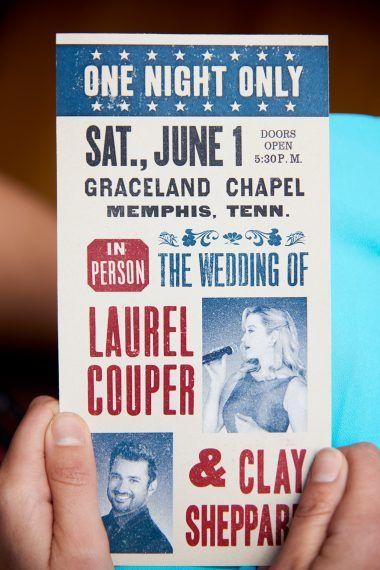 ONE NIGHT ONLY
SAT., JUNE 1
DOORS
OPEN
5:30 P.M.
GRACELAND CHAPEL
MEMPHIS, TENN.
IN
PERSON
THE WEDDING OF
LAUREL
COUPER
& CLAY
SHEPPARD